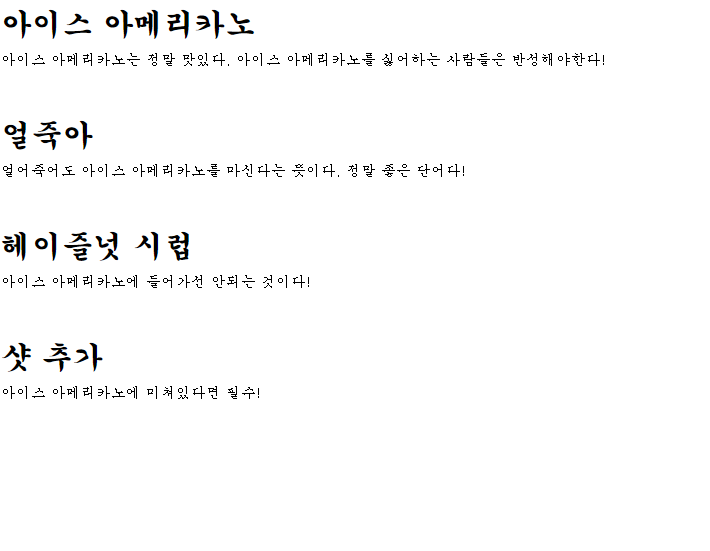 아이스 아메리카노
아이스 아메리카노는 정말 맛있다. 아이스 아메리카노를 싫어하는 사람들은 반성해야한다!
얼죽아
얼어죽어도 아이스 아메리카노를 마신다는 뜻이다. 정말 좋은 단어다!
헤이즐넛 시럽
아이스 아메리카노에 들어가선 안되는 것이다!
샷 추가
아이스 아메리카노에 미쳐있다면 필수!